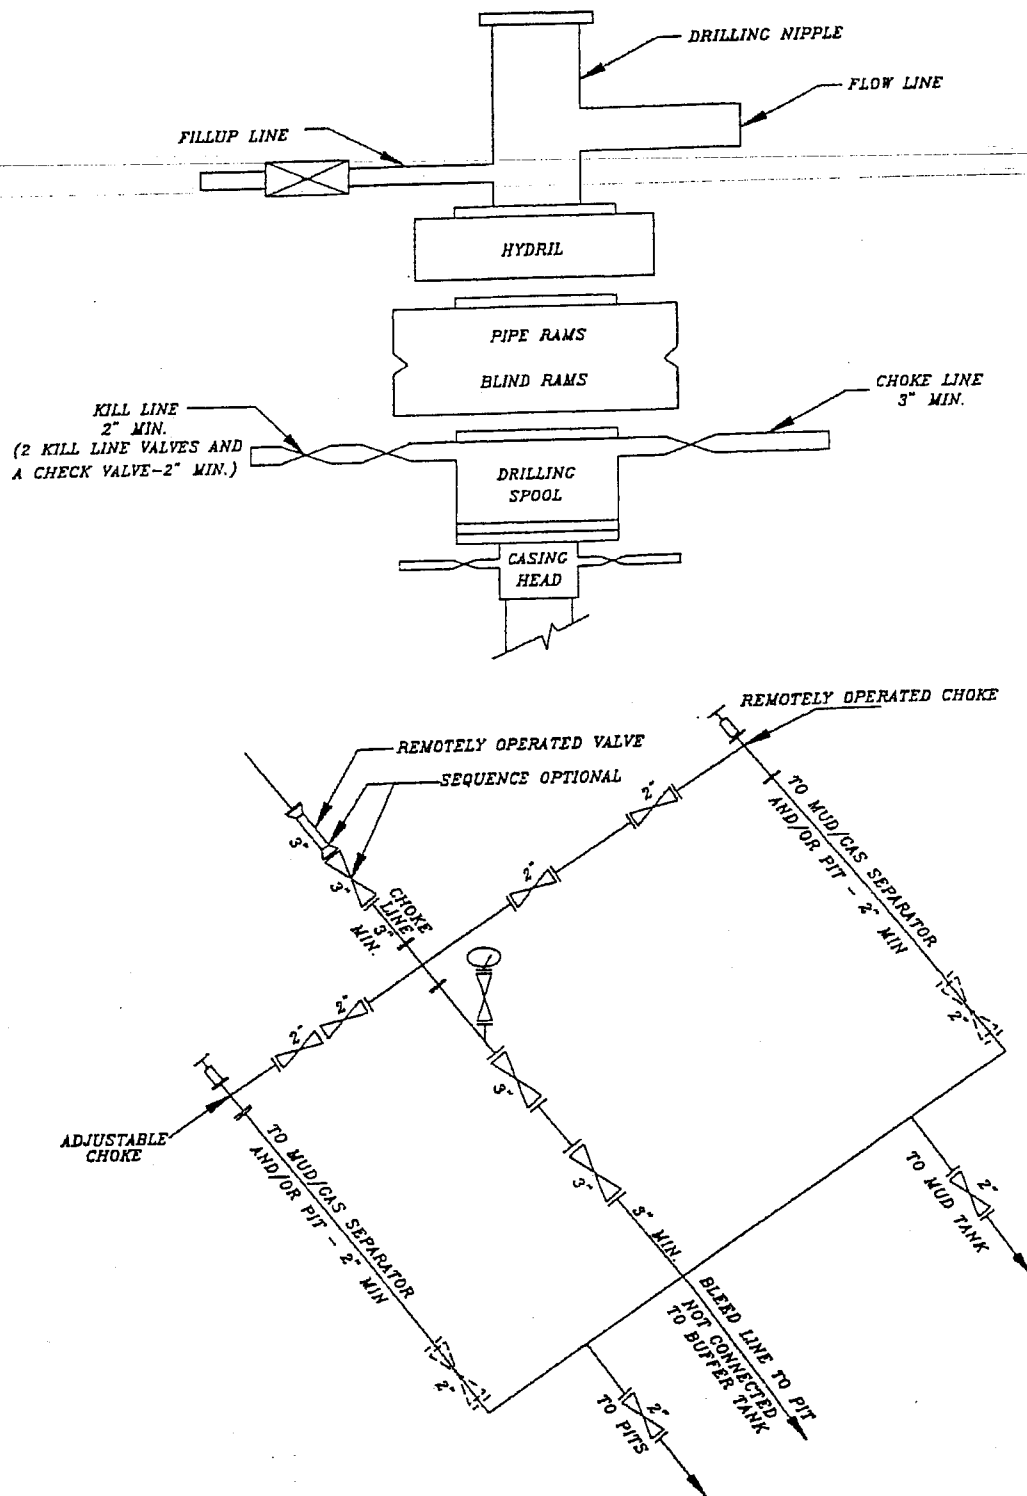 DRILLING NIPPLE
FLOW LINE
FILLUP LINE
HYDRIL
PIPE RAMS
BLIND RAMS
CHOKE LINE
3" MIN.
KILL LINE
2" MIN.
(2 KILL LINE VALVES AND
A CHECK VALVE-2" MIN.)
DRILLING
SPOOL
CASING
HEAD
REMOTELY OPERATED CHOKE
REMOTELY OPERATED VALVE
SEQUENCE OPTIONAL
3"
3"
CHOKE
LINE
3"
MIN.
2"
2"
2"
2"
TO MUD/GAS SEPARATOR
AND/OR PIT - 2" MIN
2"
3"
3"
3" MIN.
ADJUSTABLE
CHOKE
TO MUD/GAS SEPARATOR
AND/OR PIT - 2" MIN
2"
2"
TO MUD TANK
BLEED LINE TO PIT
NOT CONNECTED
TO BUFFER TANK
2"
TO PITS